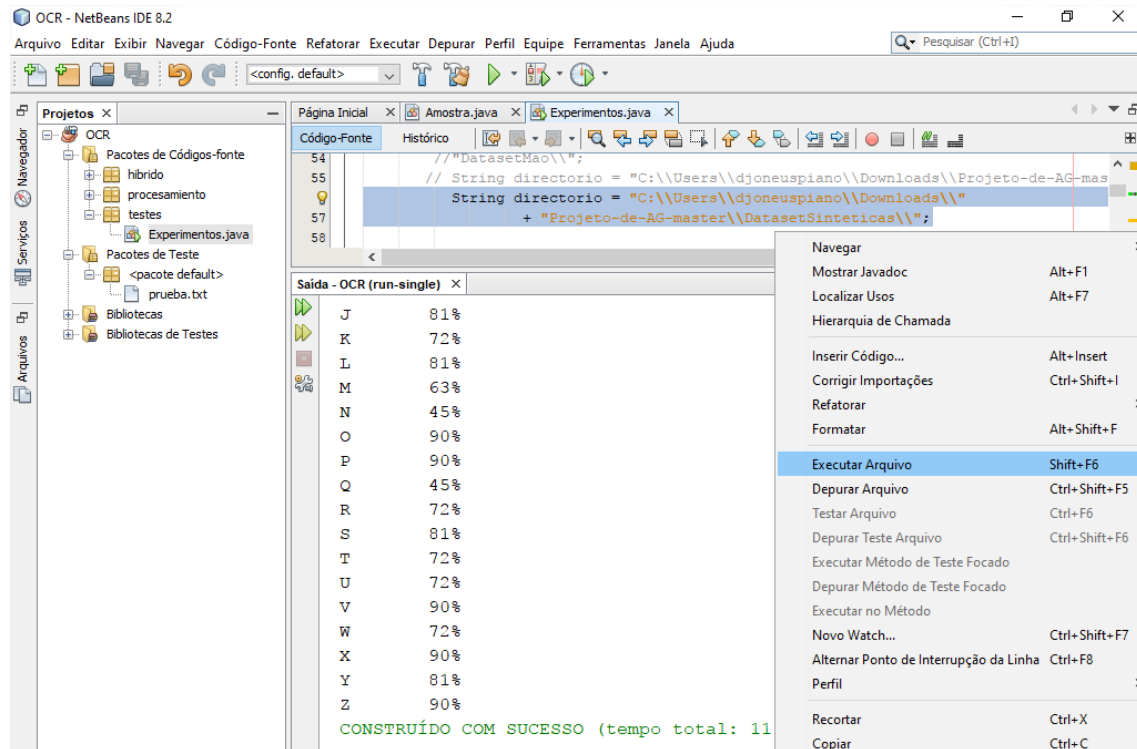 OCR - NetBeans IDE 8.2
Arquivo Editar Exibir Navegar Código-Fonte Refatorar Executar Depurar Perfil Equipe Ferramentas Janela Ajuda
Pesquisar (Ctrl+I)
<config. default>
Projetos
Navegador
Serviços
Arquivos
OCR
Pacotes de Códigos-fonte
hibrido
procesamiento
testes
Experimentos.java
Pacotes de Teste
<pacote default>
prueba.txt
Bibliotecas
Bibliotecas de Testes
Página Inicial Amostra.java Experimentos.java
Código-Fonte Histórico
54 //"DatasetMao\\";
55 // String directorio = "C:\\Users\\djoneuspiano\\Downloads\\Projeto-de-AG-mas
String directorio = "C:\\Users\\djoneuspiano\\Downloads\\"
57 + "Projeto-de-AG-master\\DatasetSinteticas\\";
58
Saída - OCR (run-single)
J 81%
K 72%
L 81%
M 63%
N 45%
O 90%
P 90%
Q 45%
R 72%
S 81%
T 72%
U 72%
V 90%
W 72%
X 90%
Y 81%
Z 90%
CONSTRUÍDO COM SUCESSO (tempo total: 11
Navegar
Mostrar Javadoc Alt+F1
Localizar Usos Alt+F7
Hierarquia de Chamada
Inserir Código... Alt+Insert
Corrigir Importações Ctrl+Shift+I
Refatorar
Formatar Alt+Shift+F
Executar Arquivo Shift+F6
Depurar Arquivo Ctrl+Shift+F5
Testar Arquivo Ctrl+F6
Depurar Teste Arquivo Ctrl+Shift+F6
Executar Método de Teste Focado
Depurar Método de Teste Focado
Executar no Método
Novo Watch... Ctrl+Shift+F7
Alternar Ponto de Interrupção da Linha Ctrl+F8
Perfil
Recortar Ctrl+X
Copiar Ctrl+C